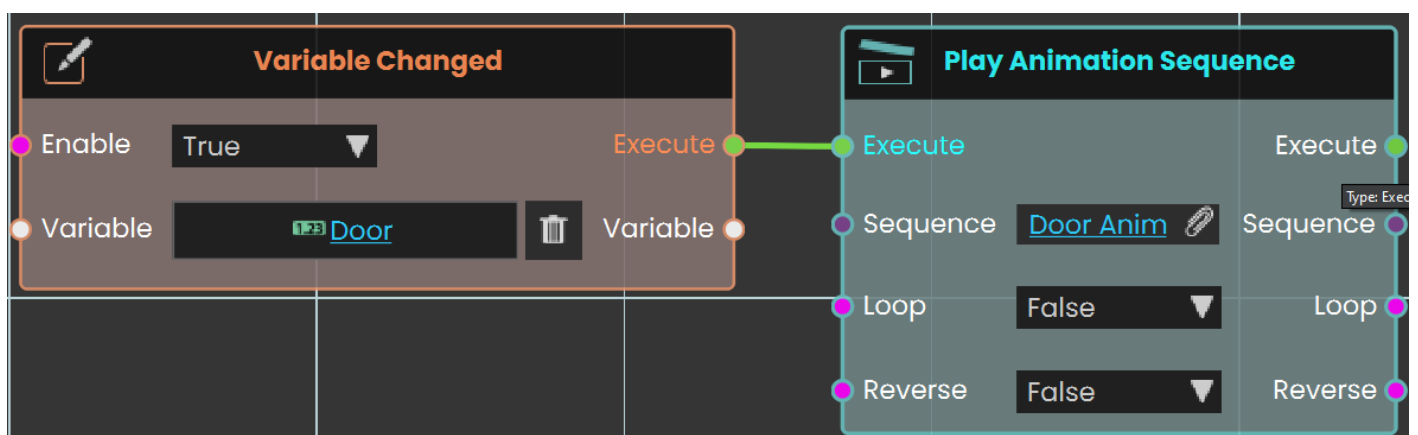 Variable Changed
Enable True Execute
Variable 1.23 Door Variable
Play Animation Sequence
Execute Execute
Type: Exec
Sequence Door Anim Sequence
Loop False Loop
Reverse False Reverse